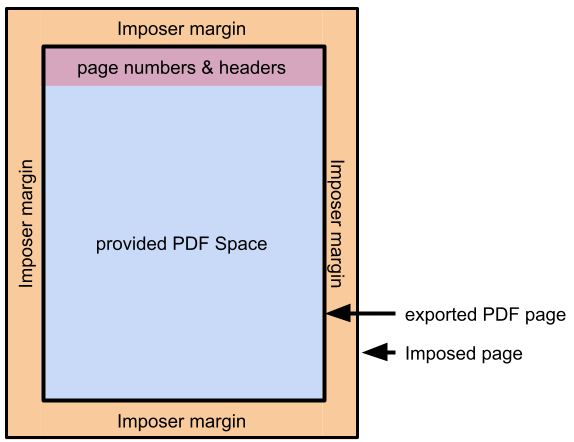 Imposer margin
page numbers & headers
Imposer margin
provided PDF Space
Imposer margin
exported PDF page
Imposed page
Imposer margin